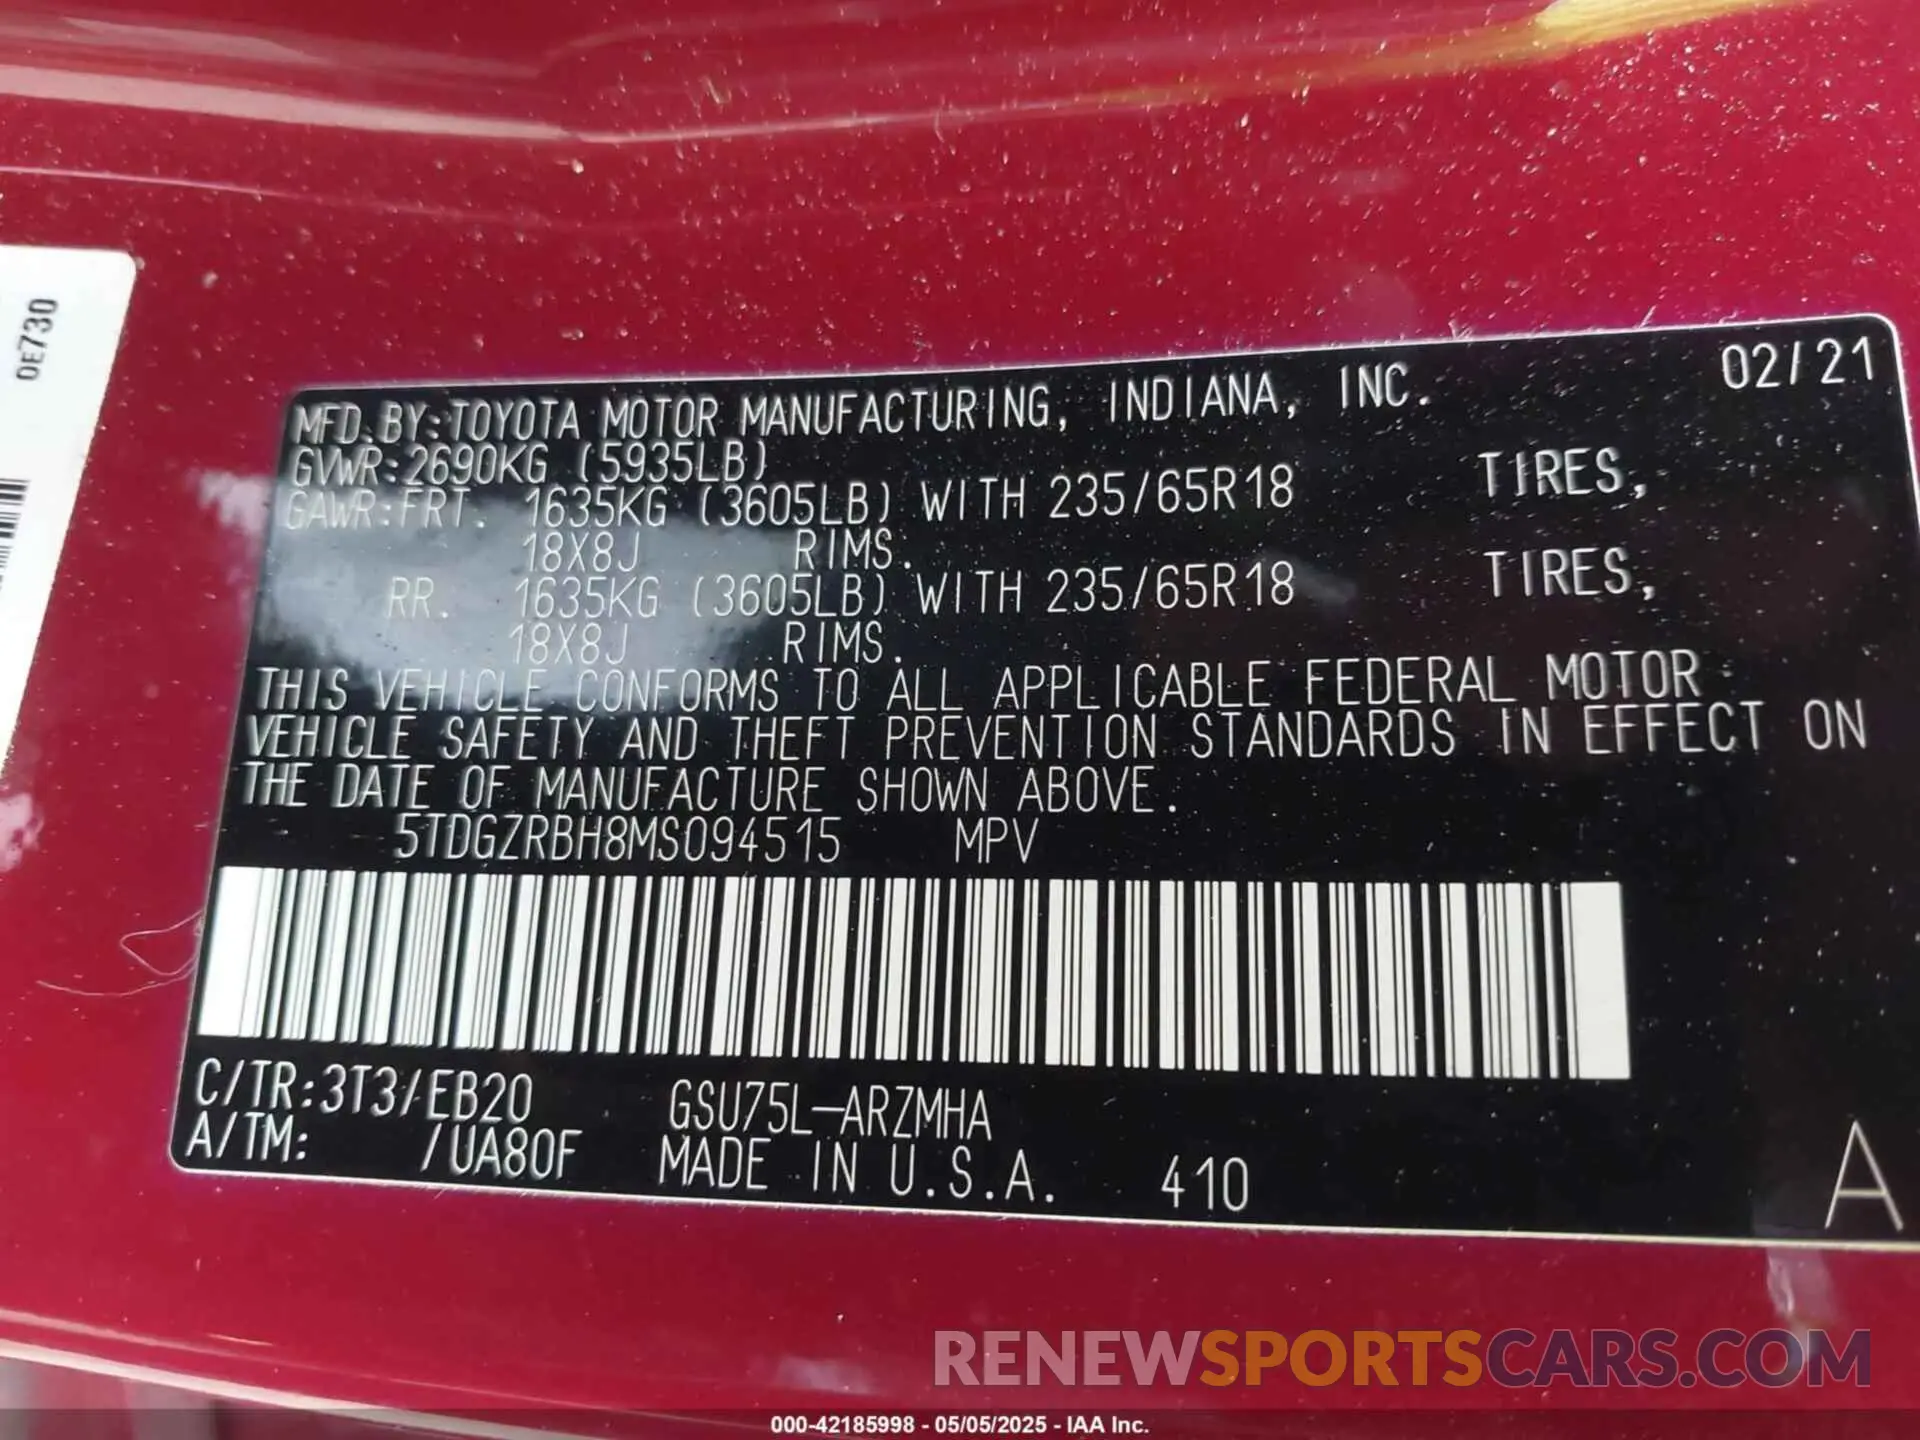 0E730
02/21
MFD.BY:TOYOTA MOTOR MANUFACTURING, INDIANA, INC.
GVWR:2690KG (5935LB)
GAWR:FRT. 1635KG (3605LB) WITH 235/65R18 TIRES,
18X8J RIMS.
RR. 1635KG (3605LB) WITH 235/65R18 TIRES,
18X8J RIMS.
THIS VEHICLE CONFORMS TO ALL APPLICABLE FEDERAL MOTOR
VEHICLE SAFETY AND THEFT PREVENTION STANDARDS IN EFFECT ON
THE DATE OF MANUFACTURE SHOWN ABOVE.
5TDGZRBH8MS094515 MPV
C/TR:3T3/EB20 GSU75L-ARZMHA
A/TM: /UA80F MADE IN U.S.A. 410
A
RENEWSPORTSCARS.COM
000-42185998 - 05/05/2025 - IAA Inc.